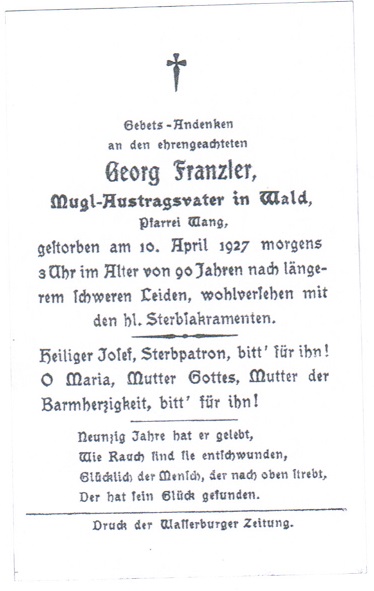 Gebets-Andenken
an den ehrengeachteten
Georg Franzler,
Mugl-Austragsvater in Wald,
Pfarrei Wang,
gestorben am 10. April 1927 morgens
3 Uhr im Alter von 90 Jahren nach länge-
rem schweren Leiden, wohlversehen mit
den hl. Sterbsakramenten.
Heiliger Josef, Sterbpatron, bitt' für ihn!
O Maria, Mutter Gottes, Mutter der
Barmherzigkeit, bitt' für ihn!
Neunzig Jahre hat er gelebt,
Wie Rauch sind sie entschwunden,
Glücklich der Mensch, der nach oben strebt,
Der hat sein Glück gefunden.
Druck der Wasserburger Zeitung.